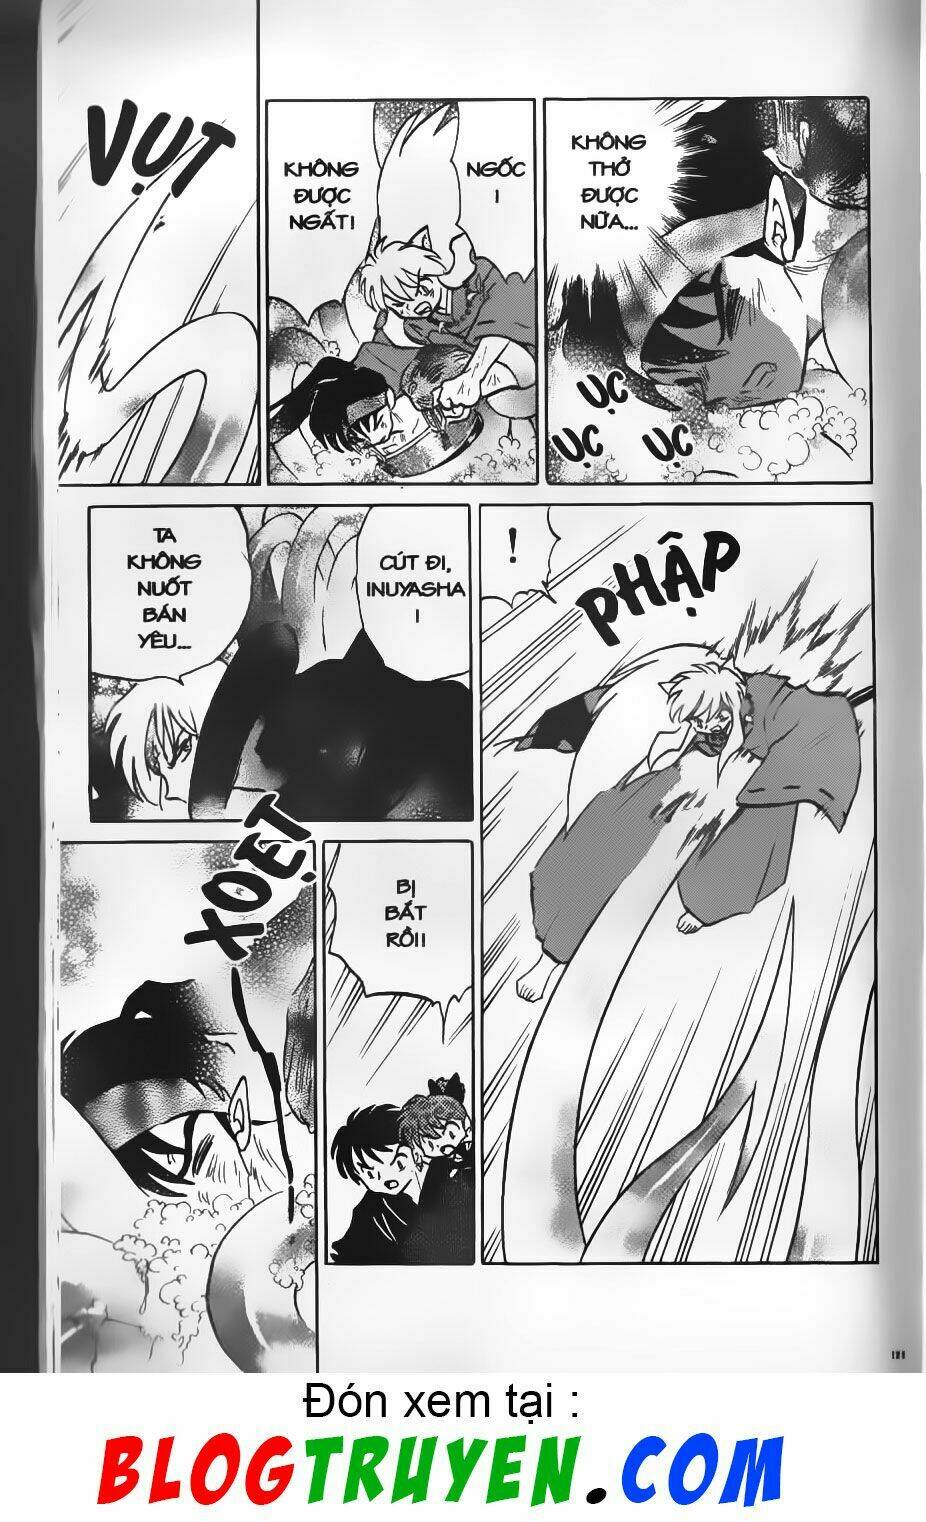 KHÔNG
THỞ
ĐƯỢC
NỮA...
ỤC
ỤC
ỤC
NGỐC
!
KHÔNG
ĐƯỢC
NGẤT!
VỤT
!
PHẬP
CÚT ĐI,
INUYASHA
!
TA
KHÔNG
NUỐT
BÁN
YÊU...
BỊ
BẮT
RỒI!
XOẸT
121
Đón xem tại :
BLOGTRUYEN.COM